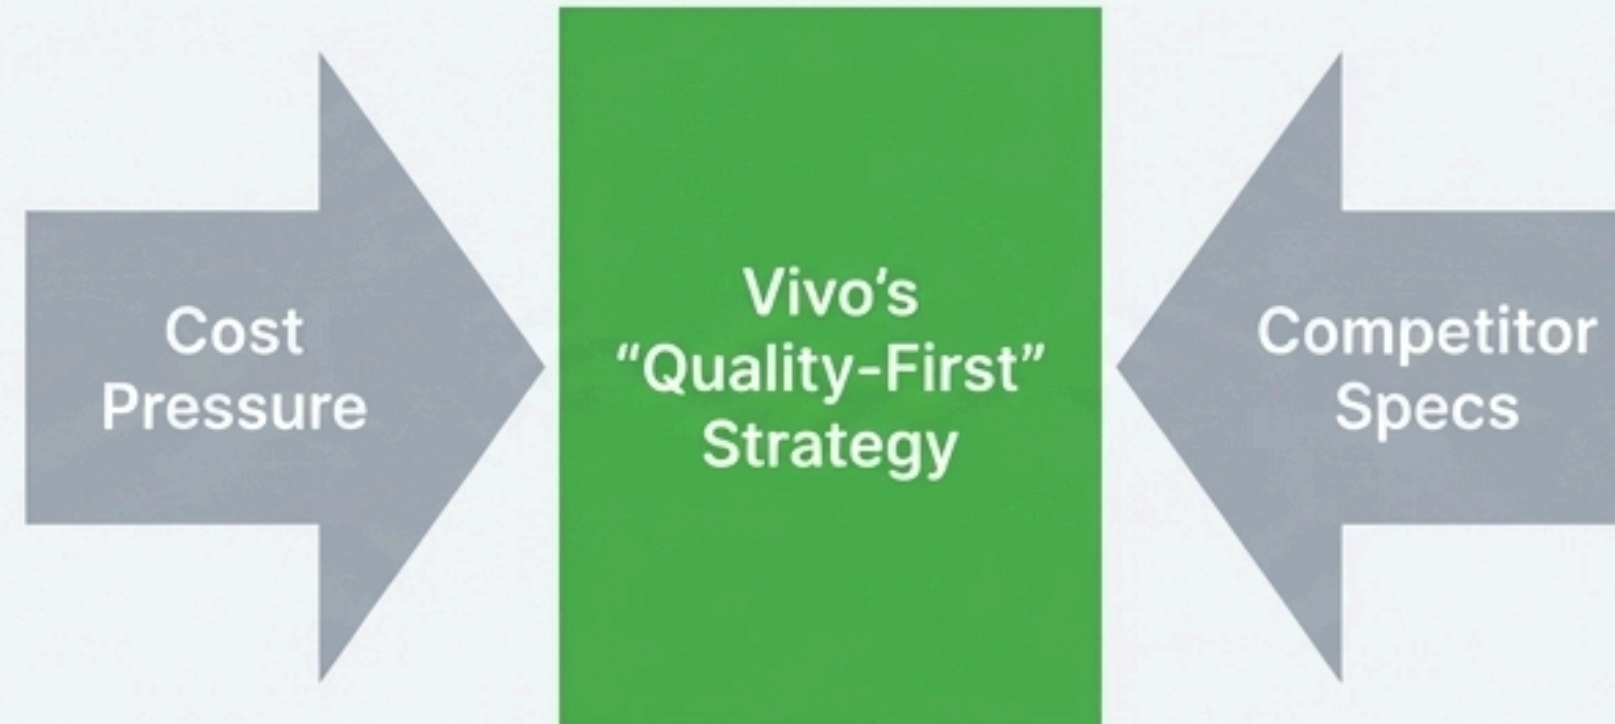 Cost
Pressure
Vivo’s
“Quality-First”
Strategy
Competitor
Specs